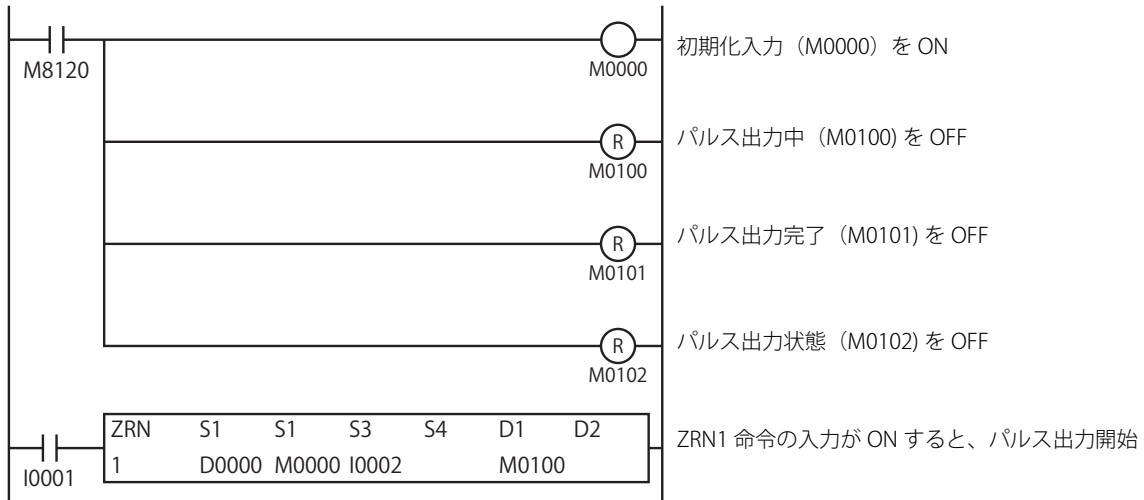 M8120
M0000
初期化入力（M0000）を ON
R
M0100
パルス出力中（M0100) を OFF
R
M0101
パルス出力完了（M0101) を OFF
R
M0102
パルス出力状態（M0102) を OFF
I0001
ZRN S1 S1 S3 S4 D1 D2
1 D0000 M0000 I0002 M0100
ZRN1 命令の入力が ON すると、パルス出力開始